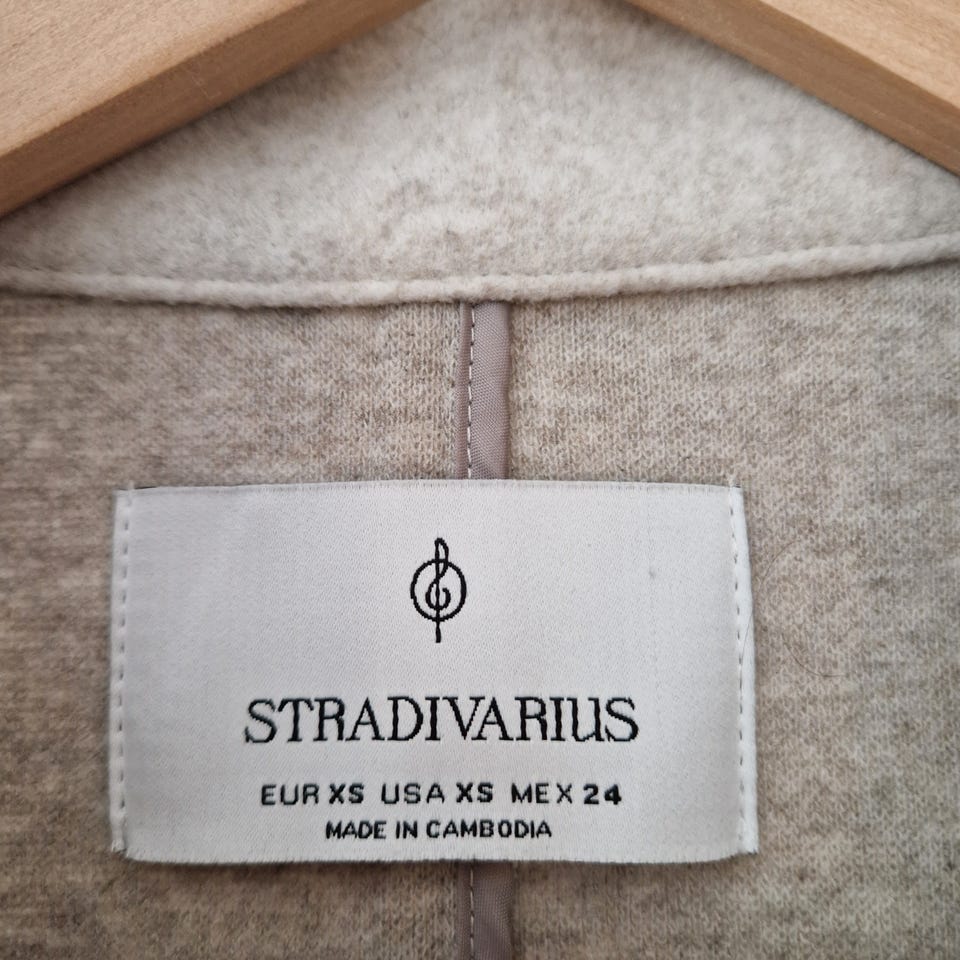 STRADIVARIUS
EUR XS USA XS MEX 24
MADE IN CAMBODIA